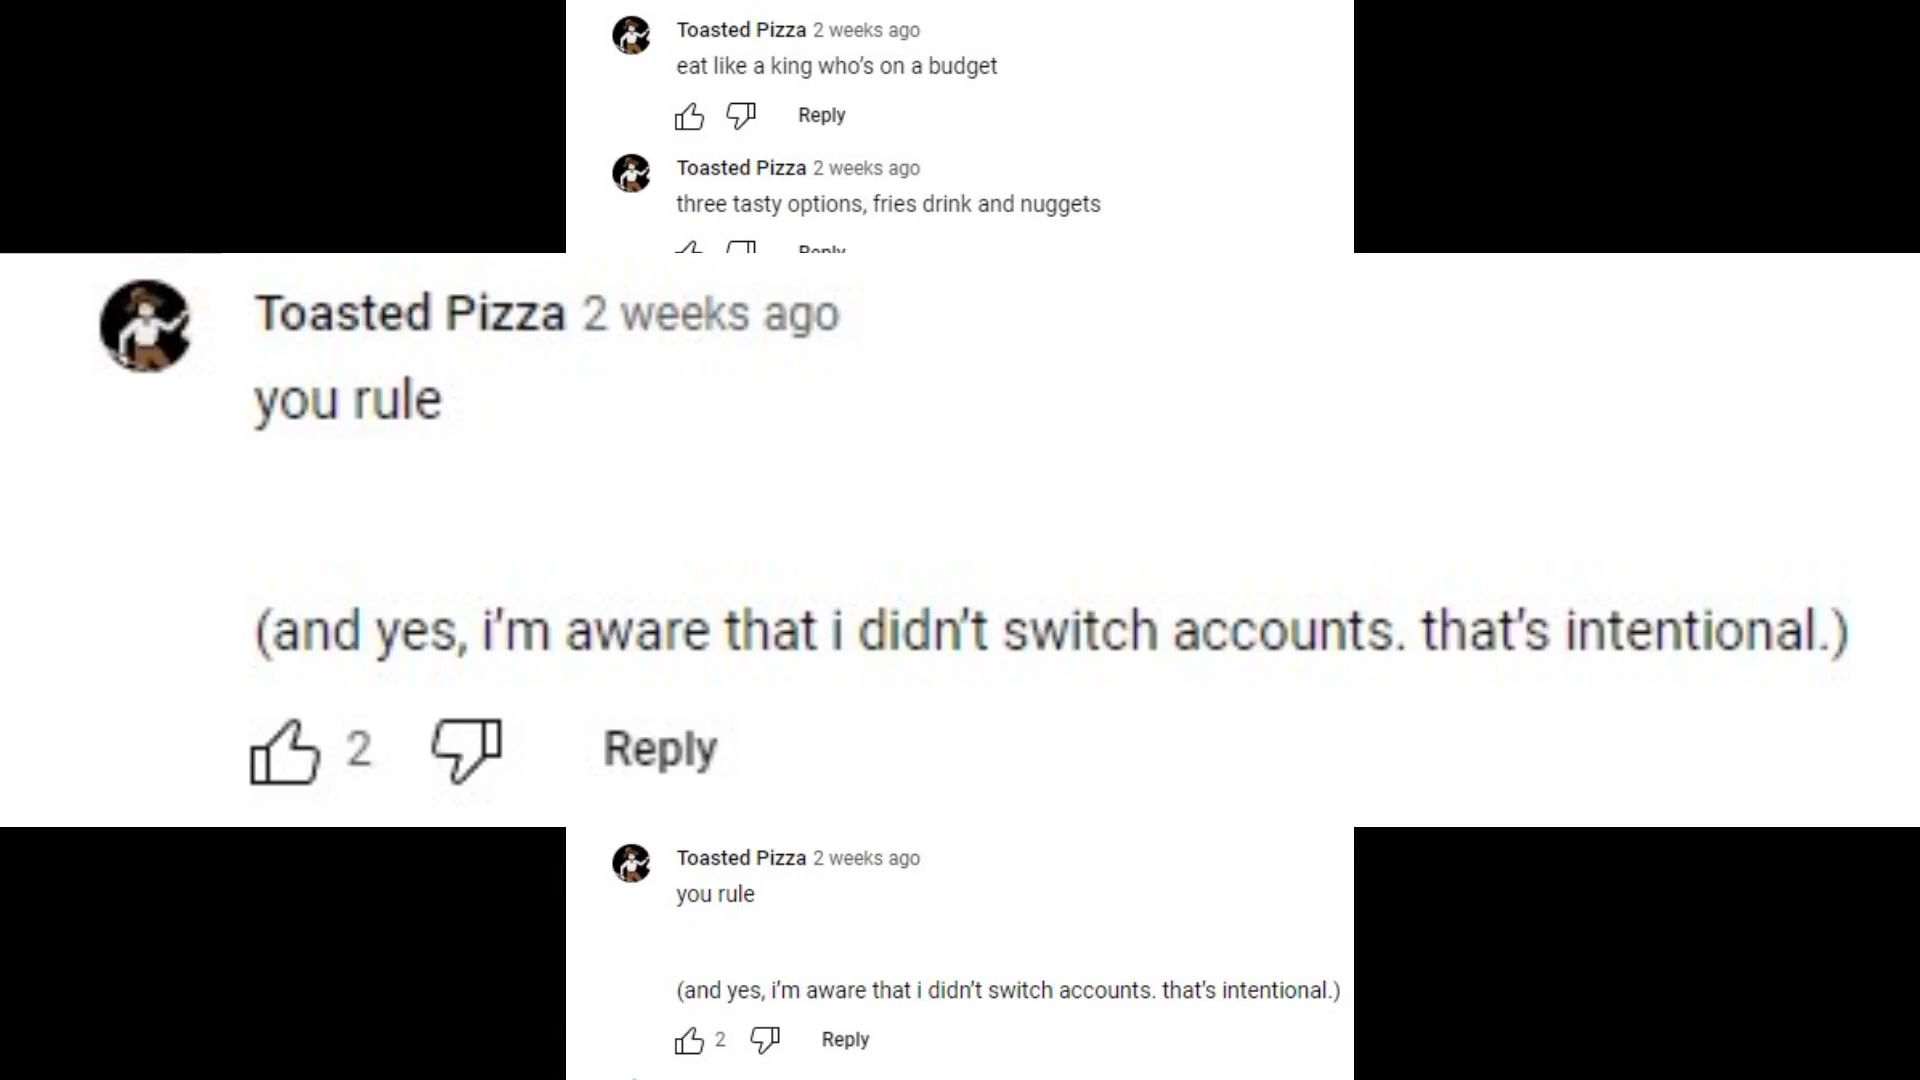 Toasted Pizza 2 weeks ago
eat like a king who's on a budget
Reply
Toasted Pizza 2 weeks ago
three tasty options, fries drink and nuggets
Reply
Toasted Pizza 2 weeks ago
you rule
(and yes, i'm aware that i didn't switch accounts. that's intentional.)
2 Reply
Toasted Pizza 2 weeks ago
you rule
(and yes, i'm aware that i didn't switch accounts. that's intentional.)
2 Reply